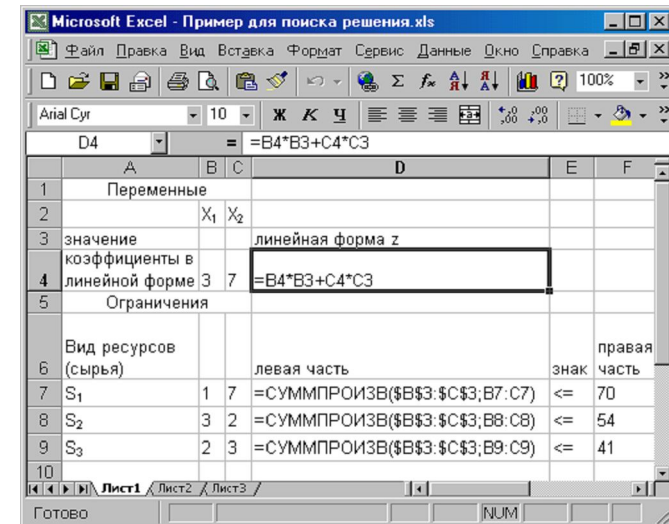 Microsoft Excel - Пример для поиска решения.xls
Файл Правка Вид Вставка Формат Сервис Данные Окно Справка
100%
Arial Cyr 10 Ж К Ч
D4 = =B4*B3+C4*C3
A B C D E F
1 Переменные
2 X₁ X₂
3 значение линейная форма z
коэффициенты в
4 линейной форме 3 7 =B4*B3+C4*C3
5 Ограничения
Вид ресурсов правая
6 (сырья) левая часть знак часть
7 S₁ 1 7 =СУММПРОИЗВ($B$3:$C$3;B7:C7) <= 70
8 S₂ 3 2 =СУММПРОИЗВ($B$3:$C$3;B8:C8) <= 54
9 S₃ 2 3 =СУММПРОИЗВ($B$3:$C$3;B9:C9) <= 41
10
Лист1 Лист2 Лист3
Готово NUM